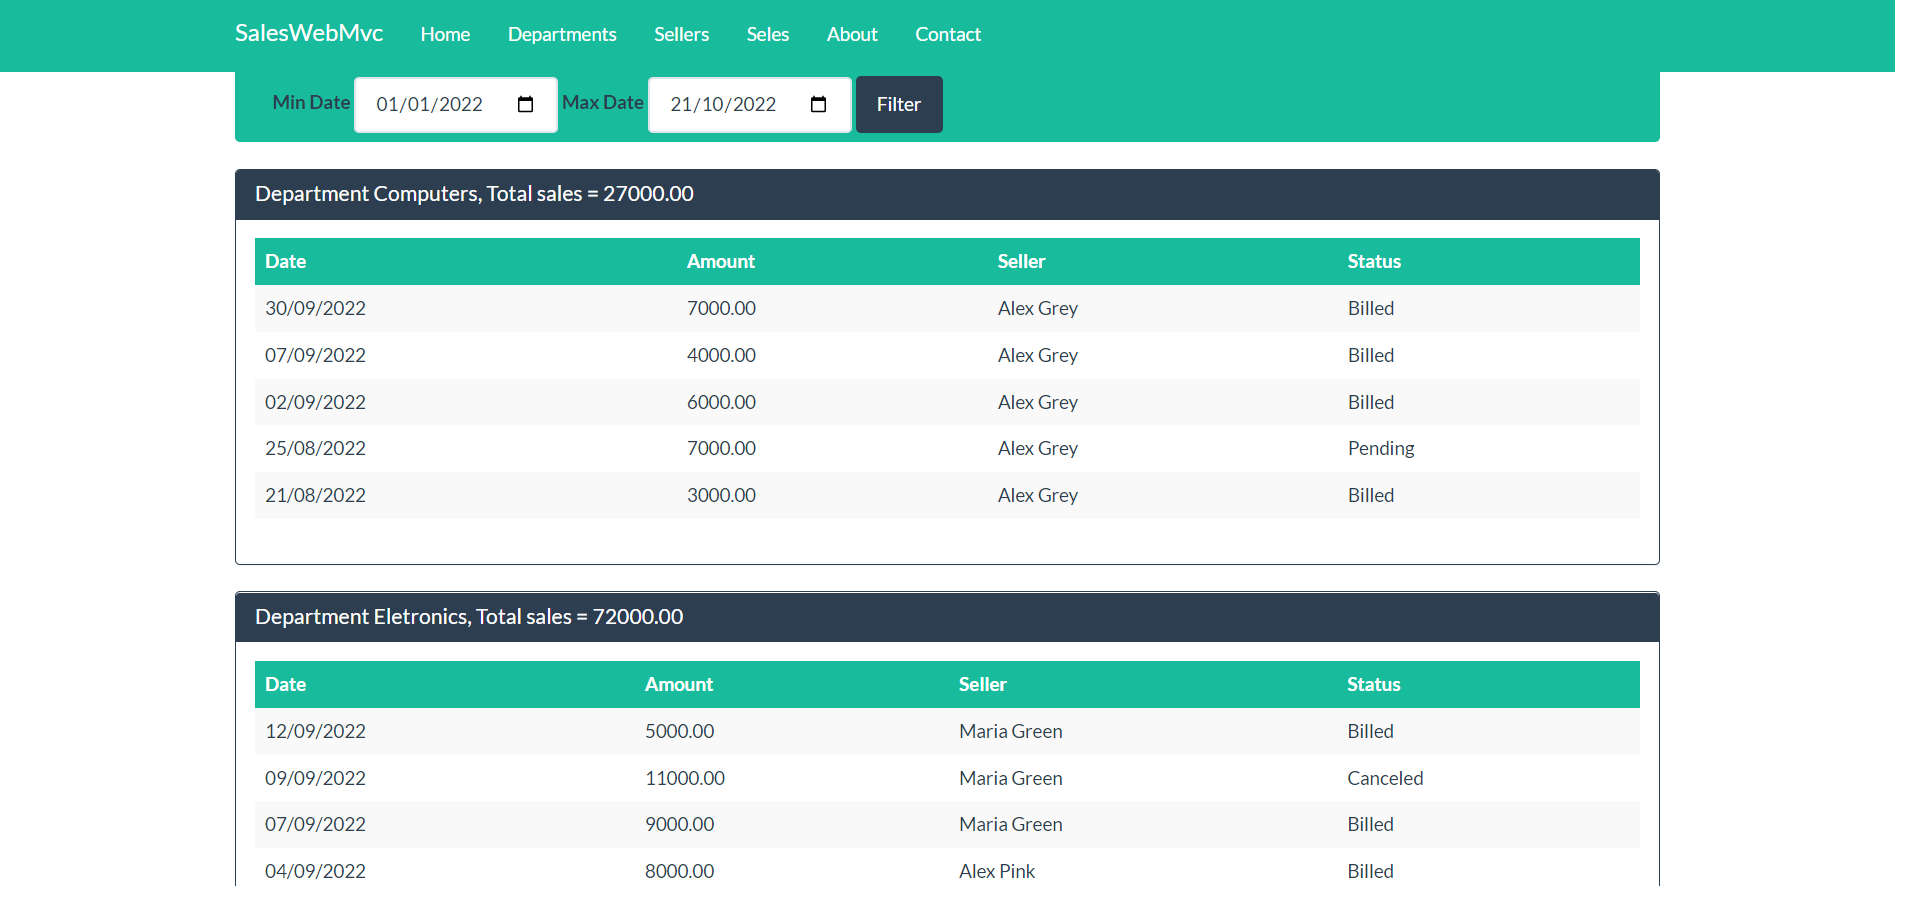 SalesWebMvc Home Departments Sellers Seles About Contact
Min Date 01/01/2022 Max Date 21/10/2022 Filter
Department Computers, Total sales = 27000.00
Date Amount Seller Status
30/09/2022 7000.00 Alex Grey Billed
07/09/2022 4000.00 Alex Grey Billed
02/09/2022 6000.00 Alex Grey Billed
25/08/2022 7000.00 Alex Grey Pending
21/08/2022 3000.00 Alex Grey Billed
Department Eletronics, Total sales = 72000.00
Date Amount Seller Status
12/09/2022 5000.00 Maria Green Billed
09/09/2022 11000.00 Maria Green Canceled
07/09/2022 9000.00 Maria Green Billed
04/09/2022 8000.00 Alex Pink Billed